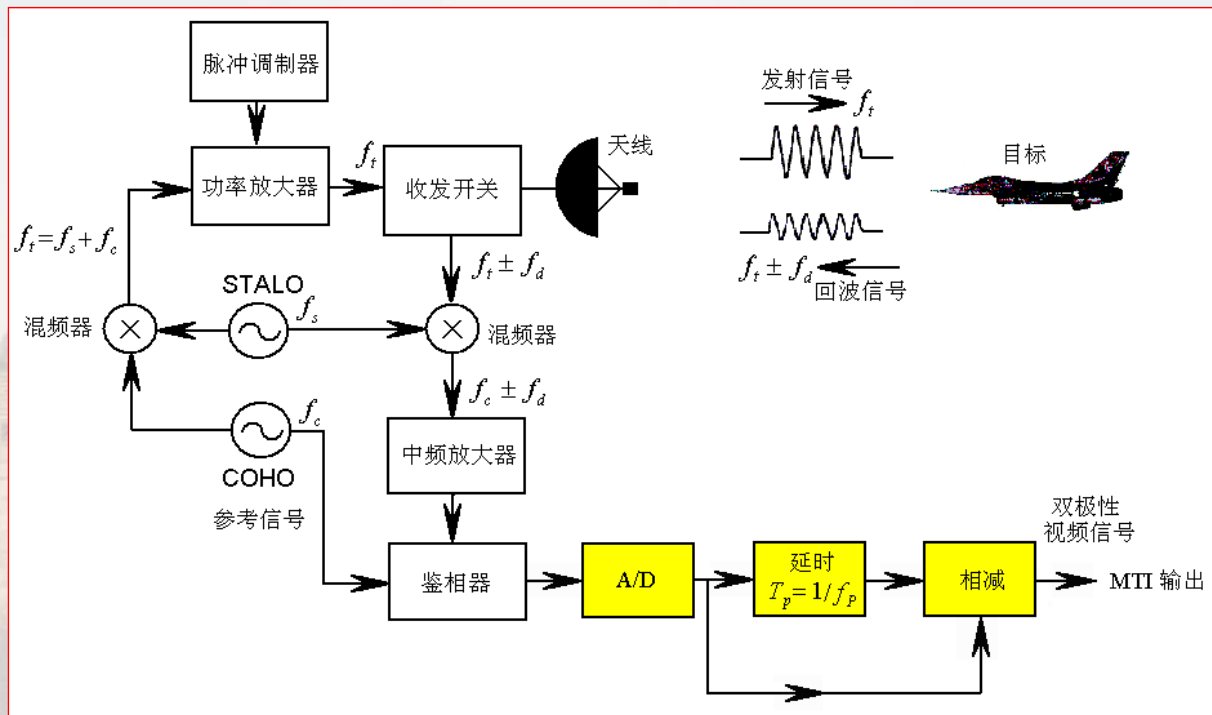 脉冲调制器
发射信号
f_t
天线
目标
功率放大器
f_t
收发开关
f_t=f_s+f_c
f_t ± f_d
f_t ± f_d
回波信号
STALO
f_s
混频器
混频器
f_c ± f_d
f_c
中频放大器
COHO
参考信号
双极性
视频信号
鉴相器
A/D
延时
T_p=1/f_P
相减
MTI 输出